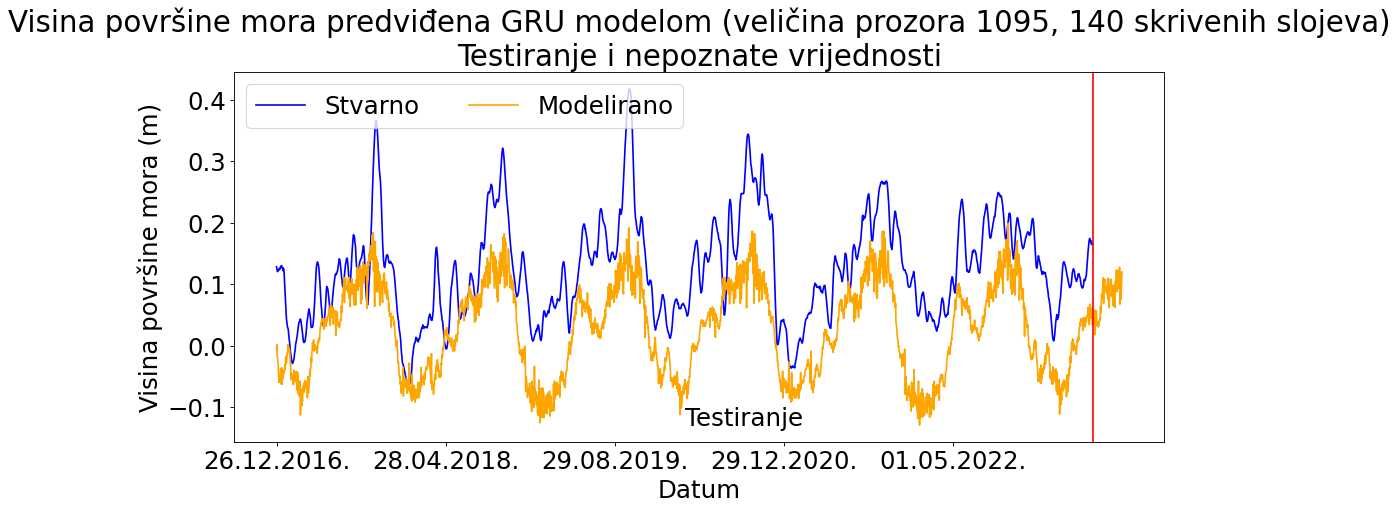 Visina površine mora predviđena GRU modelom (veličina prozora 1095, 140 skrivenih slojeva)
Testiranje i nepoznate vrijednosti
Stvarno
Modelirano
Visina površine mora (m)
0.4
0.3
0.2
0.1
0.0
−0.1
Testiranje
26.12.2016.
28.04.2018.
29.08.2019.
29.12.2020.
01.05.2022.
Datum